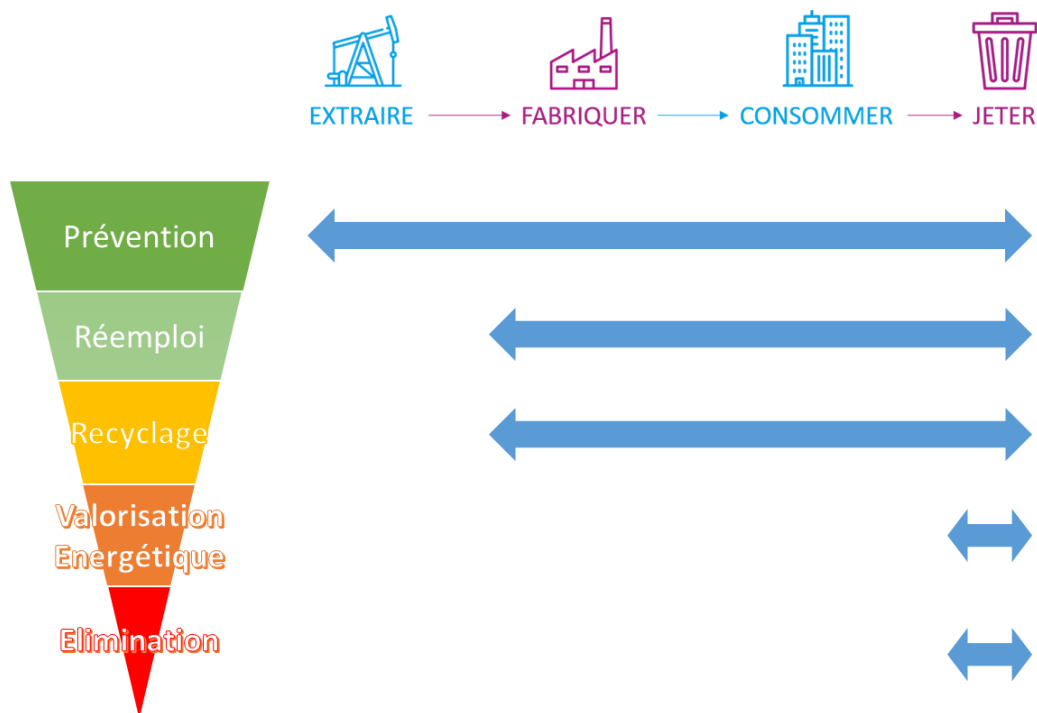 EXTRAIRE
FABRIQUER
CONSOMMER
JETER
Prévention
Réemploi
Recyclage
Valorisation
Energétique
Elimination